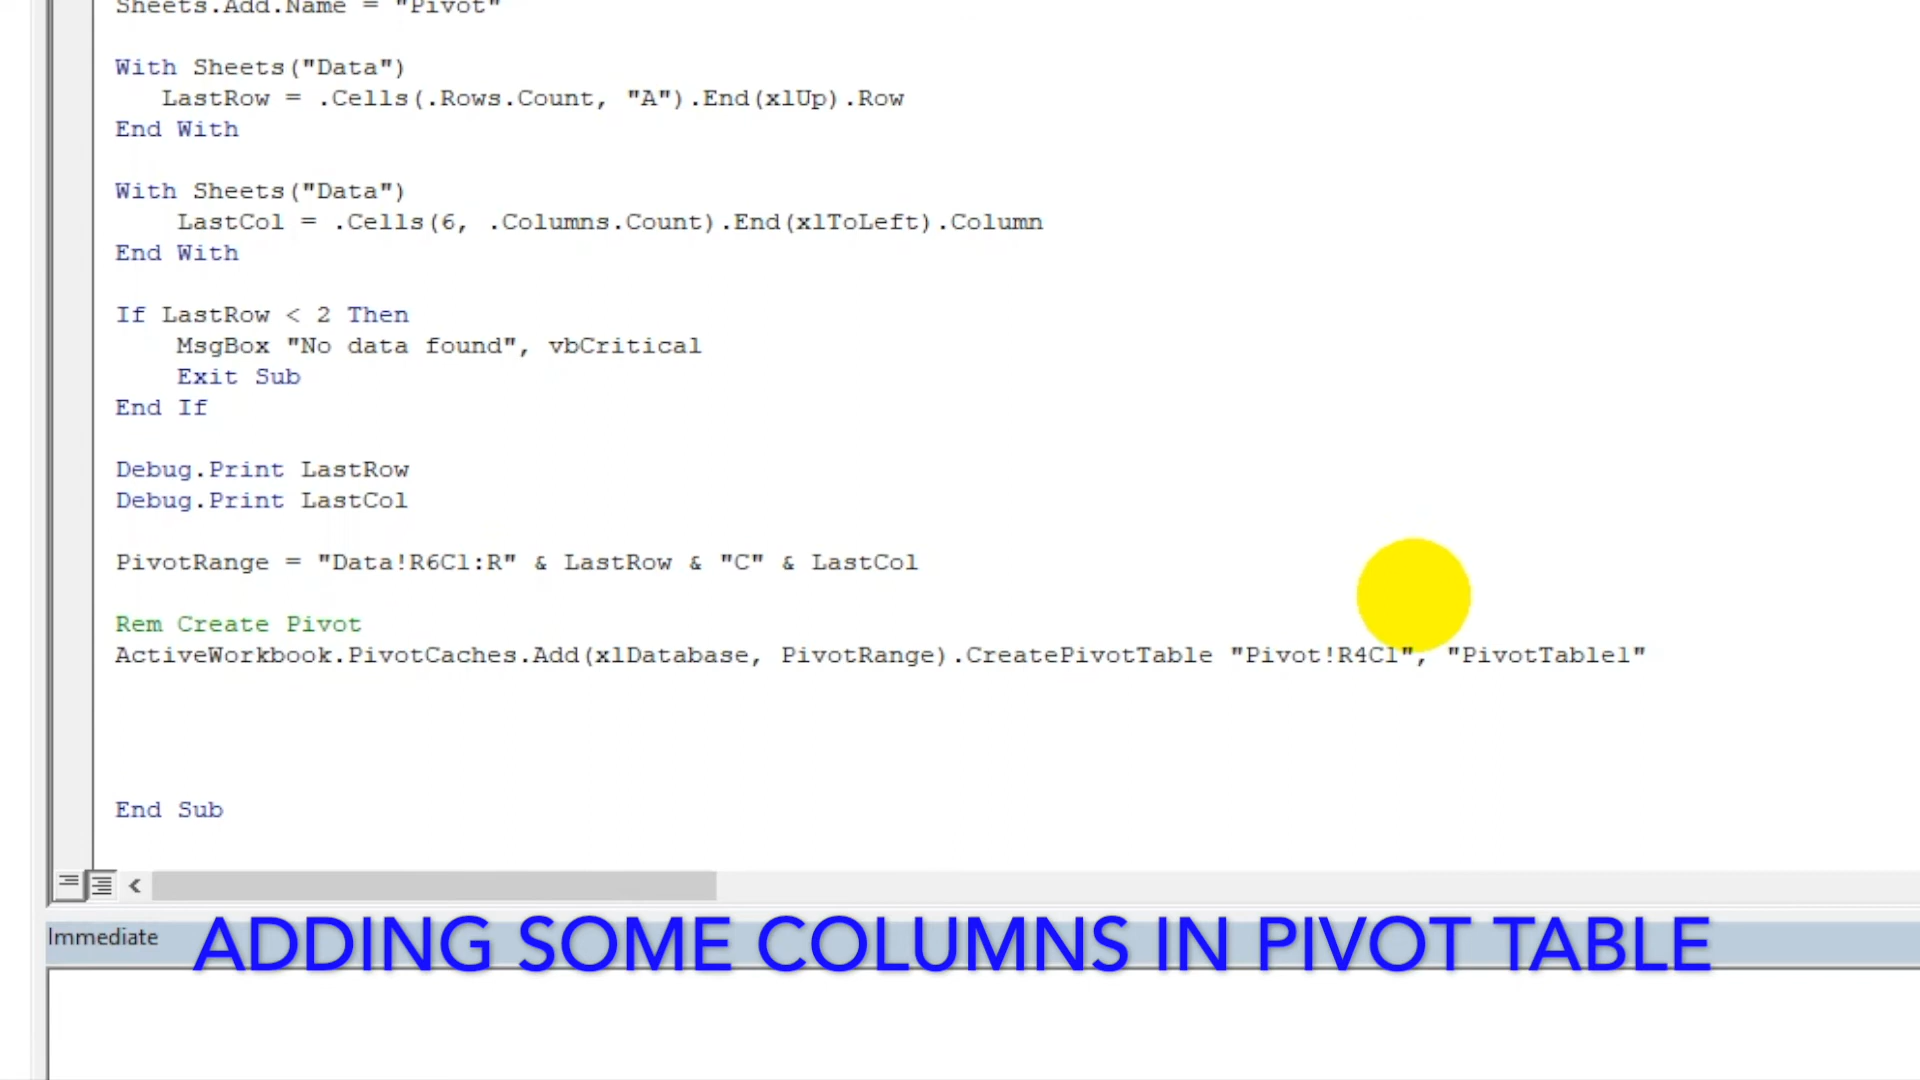 Sheets.Add.Name = "Pivot"
With Sheets("Data")
LastRow = .Cells(.Rows.Count, "A").End(xlUp).Row
End With
With Sheets("Data")
LastCol = .Cells(6, .Columns.Count).End(xlToLeft).Column
End With
If LastRow < 2 Then
MsgBox "No data found", vbCritical
Exit Sub
End If
Debug.Print LastRow
Debug.Print LastCol
PivotRange = "Data!R6C1:R" & LastRow & "C" & LastCol
Rem Create Pivot
ActiveWorkbook.PivotCaches.Add(xlDatabase, PivotRange).CreatePivotTable "Pivot!R4C1", "PivotTable1"
End Sub
Immediate
ADDING SOME COLUMNS IN PIVOT TABLE